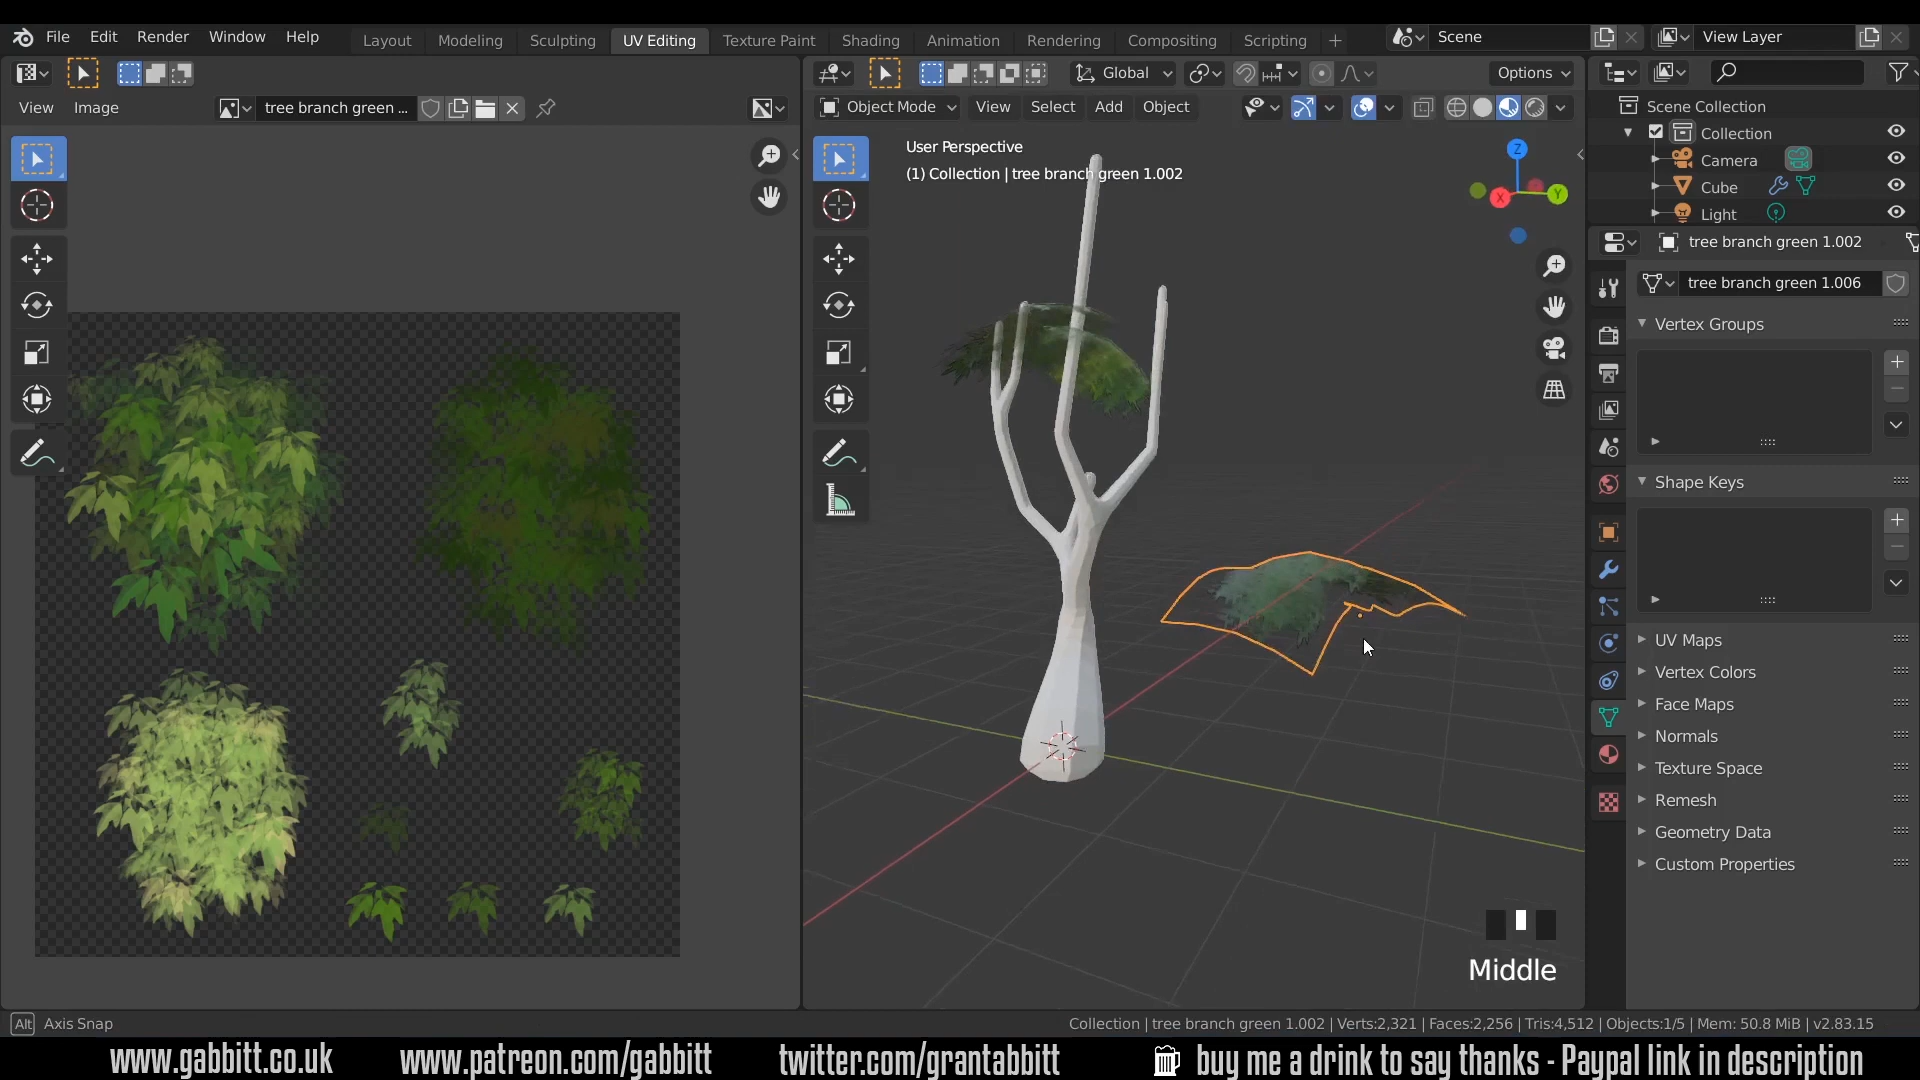 File Edit Render Window Help
Layout Modeling Sculpting UV Editing Texture Paint Shading Animation Rendering Compositing Scripting +
Scene
View Layer
Global
Options
View Image
tree branch green ...
Object Mode View Select Add Object
User Perspective
(1) Collection | tree branch green 1.002
Z
X
Y
Scene Collection
Collection
Camera
Cube
Light
tree branch green 1.002
tree branch green 1.006
Vertex Groups
Shape Keys
UV Maps
Vertex Colors
Face Maps
Normals
Texture Space
Remesh
Geometry Data
Custom Properties
Middle
Alt Axis Snap
Collection | tree branch green 1.002 | Verts:2,321 | Faces:2,256 | Tris:4,512 | Objects:1/5 | Mem: 50.8 MiB | v2.83.15
www.gabbitt.co.uk www.patreon.com/gabbitt twitter.com/grantabbitt buy me a drink to say thanks - Paypal link in description